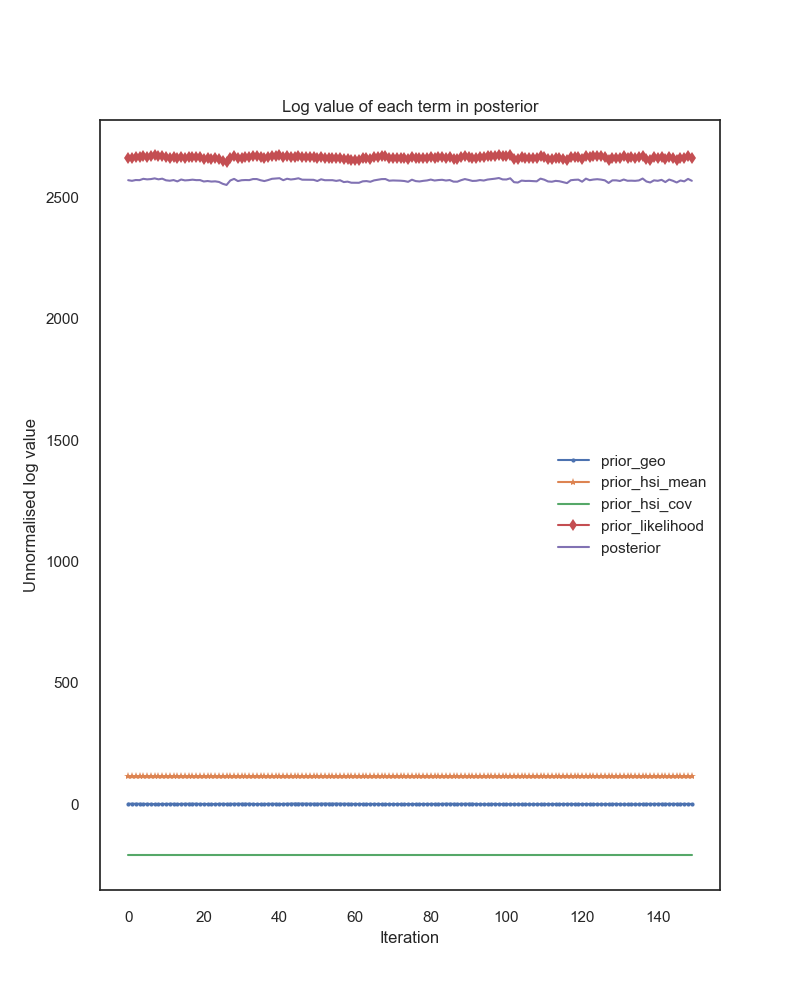 Log value of each term in posterior
Unnormalised log value
2500
2000
1500
1000
500
0
prior_geo
prior_hsi_mean
prior_hsi_cov
prior_likelihood
posterior
0 20 40 60 80 100 120 140
Iteration